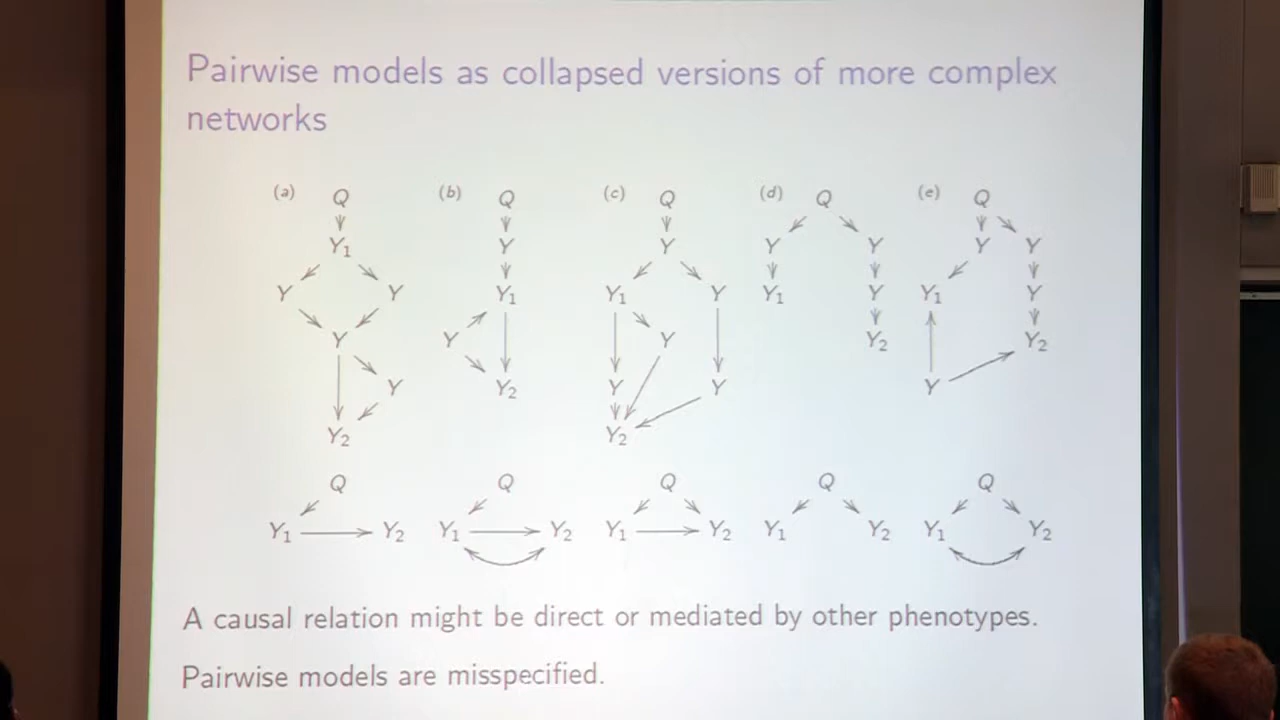 Pairwise models as collapsed versions of more complex
networks
(a) Q (b) Q (c) Q (d) Q (e) Q
Y₁ Y Y Y Y Y Y
Y Y Y₁ Y₁ Y Y₁ Y Y₁ Y
Y Y Y Y₂ Y₂
Y Y₂ Y Y Y
Y₂ Y₂
Q Q Q Q Q
Y₁ Y₂ Y₁ Y₂ Y₁ Y₂ Y₁ Y₂ Y₁ Y₂
A causal relation might be direct or mediated by other phenotypes.
Pairwise models are misspecified.